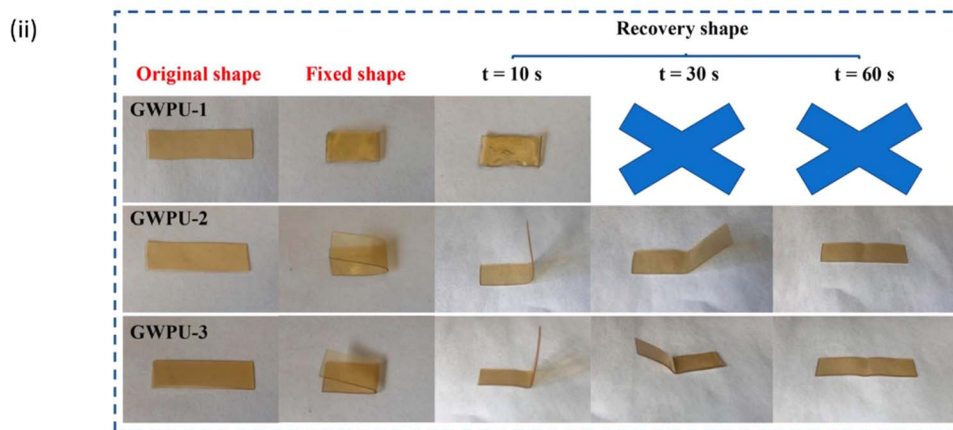 (ii)
Recovery shape
Original shape Fixed shape t = 10 s t = 30 s t = 60 s
GWPU-1
GWPU-2
GWPU-3